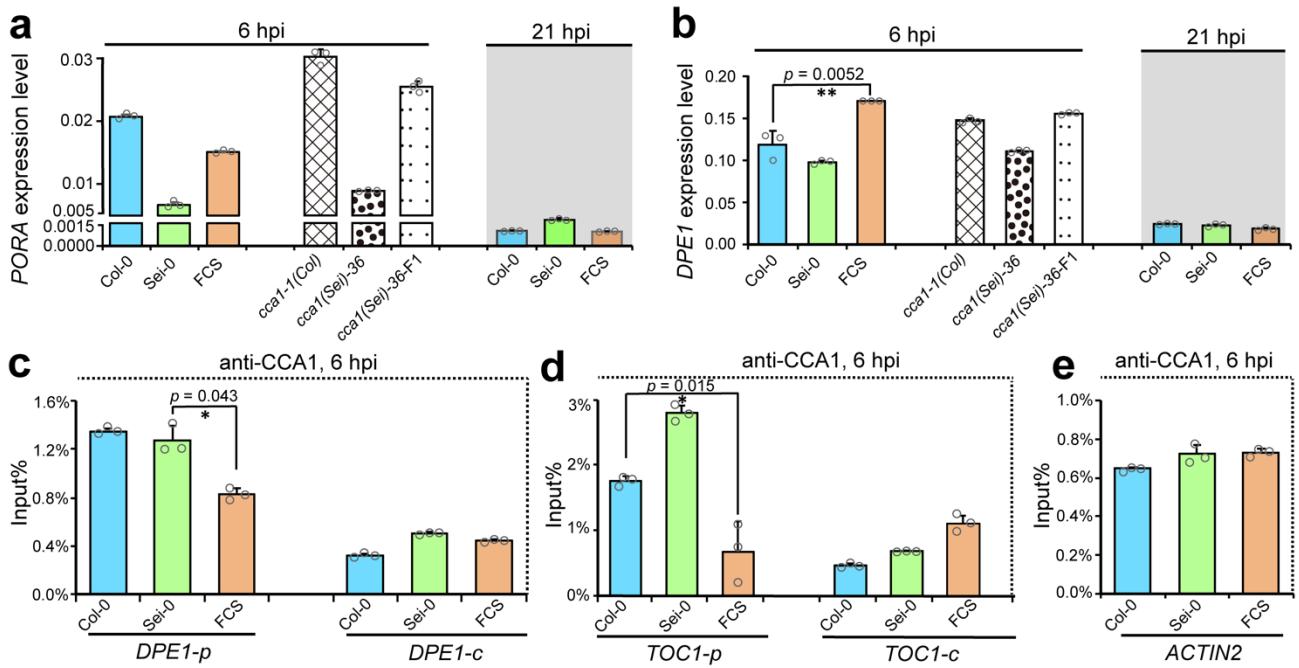 a
6 hpi
21 hpi
PORA expression level
0.03
0.02
0.01
0.005
0.0015
0.0000
Col-0
Sei-0
FCS
cca1-1(Col)
cca1(Sei)-36
cca1(Sei)-36-F1
Col-0
Sei-0
FCS
b
6 hpi
21 hpi
DPE1 expression level
0.20
0.15
0.10
0.05
0.00
p = 0.0052
**
Col-0
Sei-0
FCS
cca1-1(Col)
cca1(Sei)-36
cca1(Sei)-36-F1
Col-0
Sei-0
FCS
c
anti-CCA1, 6 hpi
Input%
1.6%
1.2%
0.8%
0.4%
0.0%
p = 0.043
*
Col-0
Sei-0
FCS
Col-0
Sei-0
FCS
DPE1-p
DPE1-c
d
anti-CCA1, 6 hpi
Input%
3%
2%
1%
0%
p = 0.015
*
Col-0
Sei-0
FCS
Col-0
Sei-0
FCS
TOC1-p
TOC1-c
e
anti-CCA1, 6 hpi
Input%
1.0%
0.8%
0.6%
0.4%
0.2%
0.0%
Col-0
Sei-0
FCS
ACTIN2